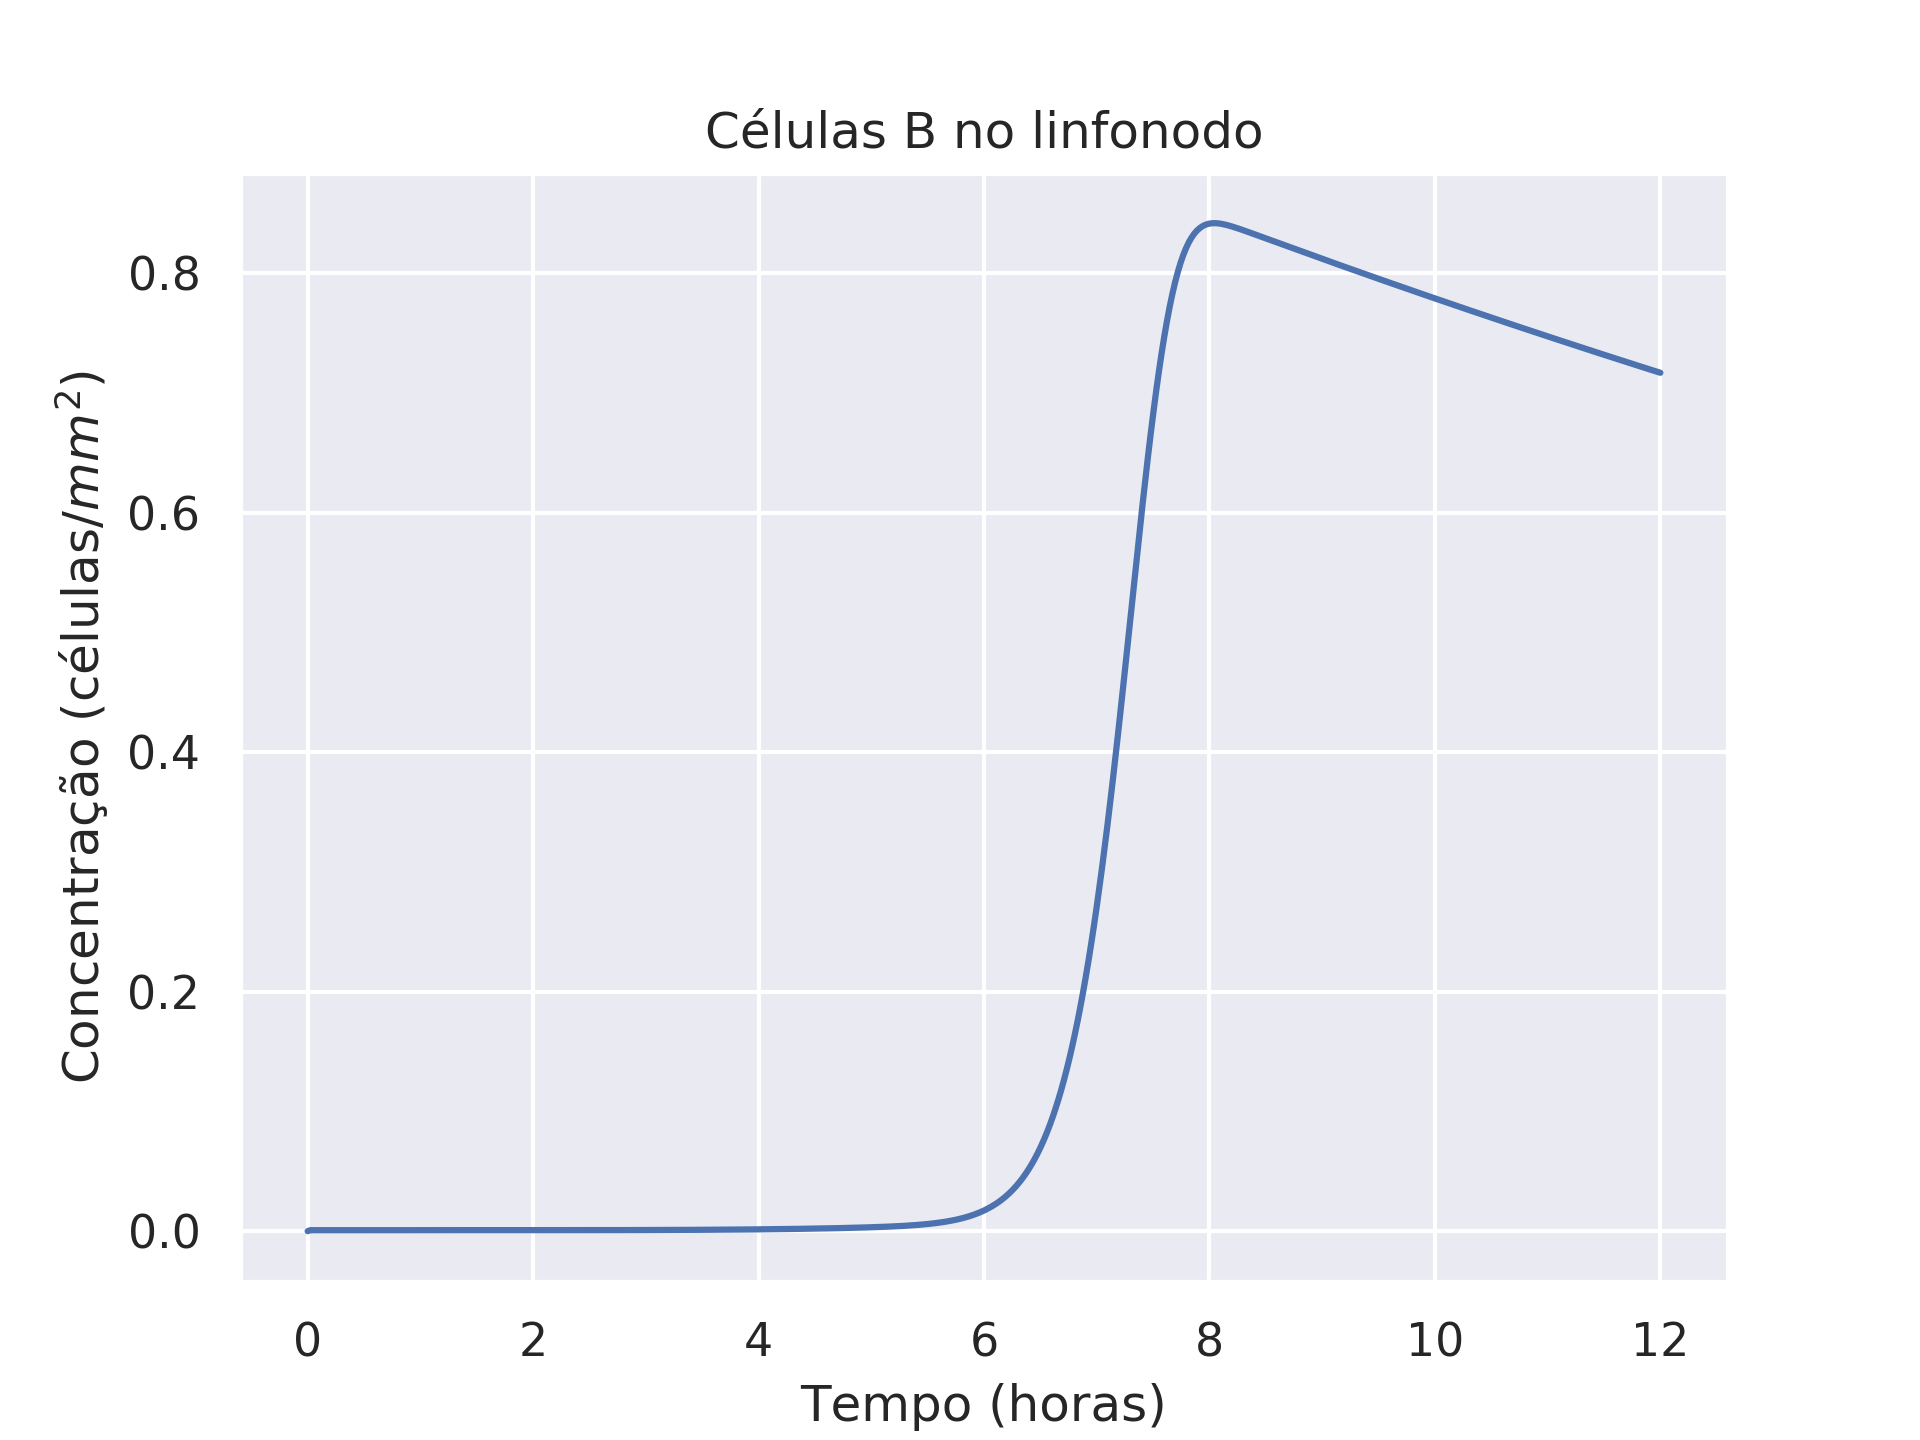 Células B no linfonodo
Concentração (células/mm²)
0.8
0.6
0.4
0.2
0.0
0 2 4 6 8 10 12
Tempo (horas)